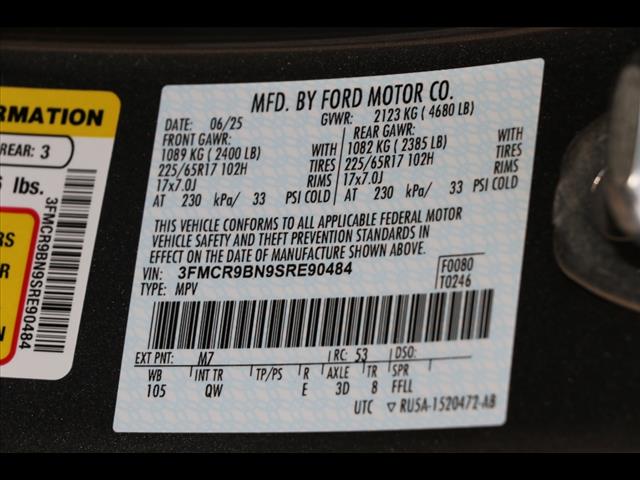 ORMATION
REAR: 3
lbs.
RS
R
N
3FMCR9BN9SRE90484
MFD. BY FORD MOTOR CO.
DATE: 06/25 GVWR: 2123 KG ( 4680 LB)
FRONT GAWR: REAR GAWR:
1089 KG ( 2400 LB) WITH 1082 KG ( 2385 LB) WITH
225/65R17 102H TIRES 225/65R17 102H TIRES
17x7.0J RIMS 17x7.0J RIMS
AT 230 kPa/ 33 PSI COLD AT 230 kPa/ 33 PSI COLD
THIS VEHICLE CONFORMS TO ALL APPLICABLE FEDERAL MOTOR
VEHICLE SAFETY AND THEFT PREVENTION STANDARDS IN
EFFECT ON THE DATE OF MANUFACTURE SHOWN ABOVE.
VIN: 3FMCR9BN9SRE90484 F0080
TYPE: MPV T0246
EXT PNT: M7 RC: 53 DSO:
WB INT TR TP/PS R AXLE TR SPR
105 QW E 3D 8 FFLL
UTC ▽ RU5A-1520472-AB